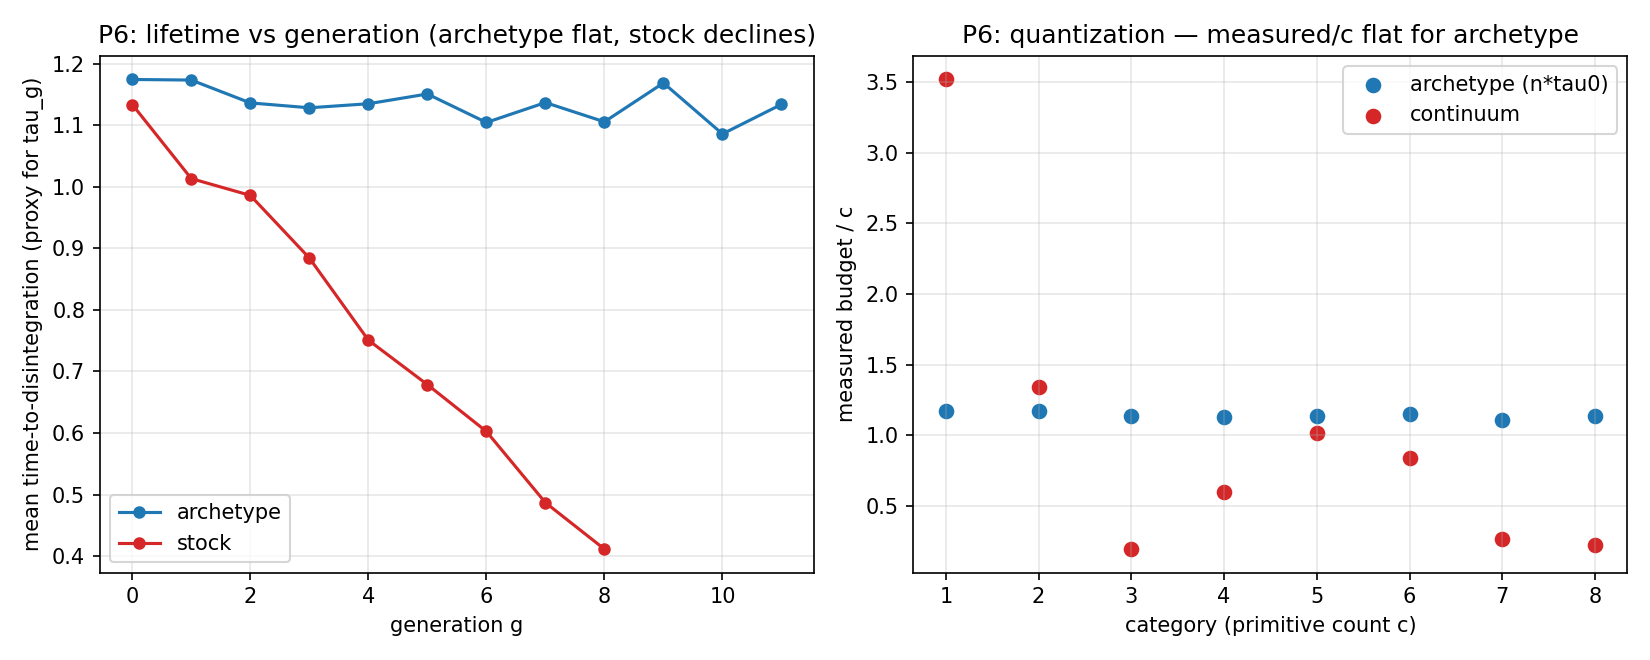 P6: lifetime vs generation (archetype flat, stock declines)
mean time-to-disintegration (proxy for tau_g)
1.2
1.1
1.0
0.9
0.8
0.7
0.6
0.5
0.4
archetype
stock
0 2 4 6 8 10
generation g
P6: quantization — measured/c flat for archetype
measured budget / c
3.5
3.0
2.5
2.0
1.5
1.0
0.5
archetype (n*tau0)
continuum
1 2 3 4 5 6 7 8
category (primitive count c)